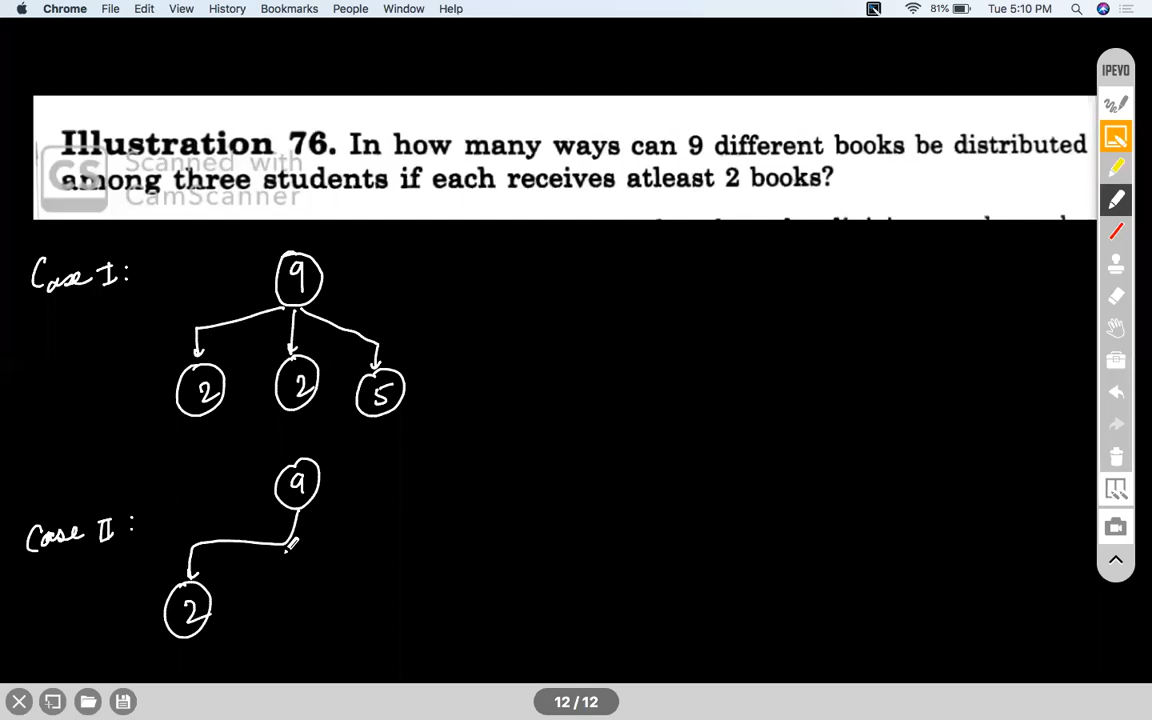 Chrome File Edit View History Bookmarks People Window Help 81% Tue 5:10 PM
IPEVO
Illustration 76. In how many ways can 9 different books be distributed
among three students if each receives atleast 2 books?
CS Scanned with
CamScanner
Case I:
9
2 2 5
9
Case II:
2
12/12